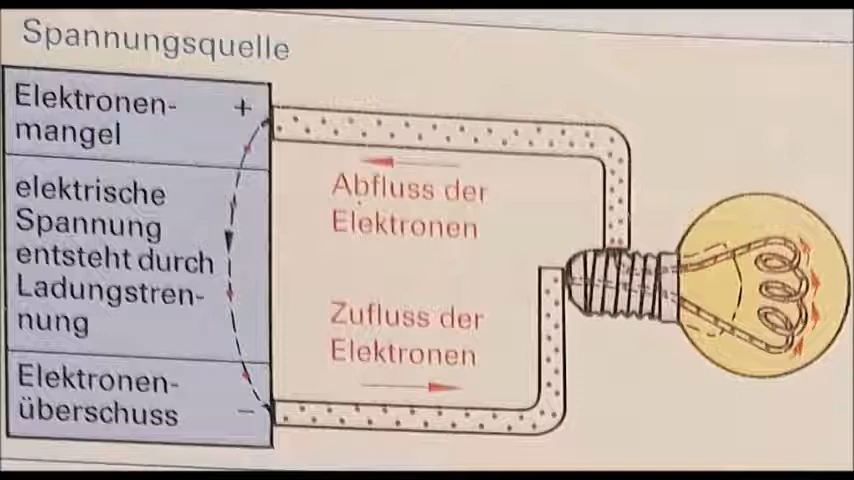 Spannungsquelle
Elektronen- +
mangel
elektrische
Spannung
entsteht durch
Ladungstren-
nung
Elektronen-
überschuss −
Abfluss der
Elektronen
Zufluss der
Elektronen